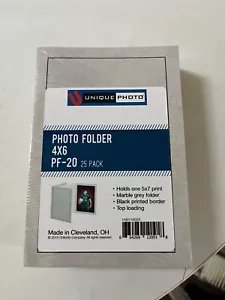 UNIQUE PHOTO
PHOTO FOLDER
4X6
PF-20 25 PACK
• Holds one 5x7 print
• Marble grey folder
• Black printed border
• Top loading
Made in Cleveland, OH